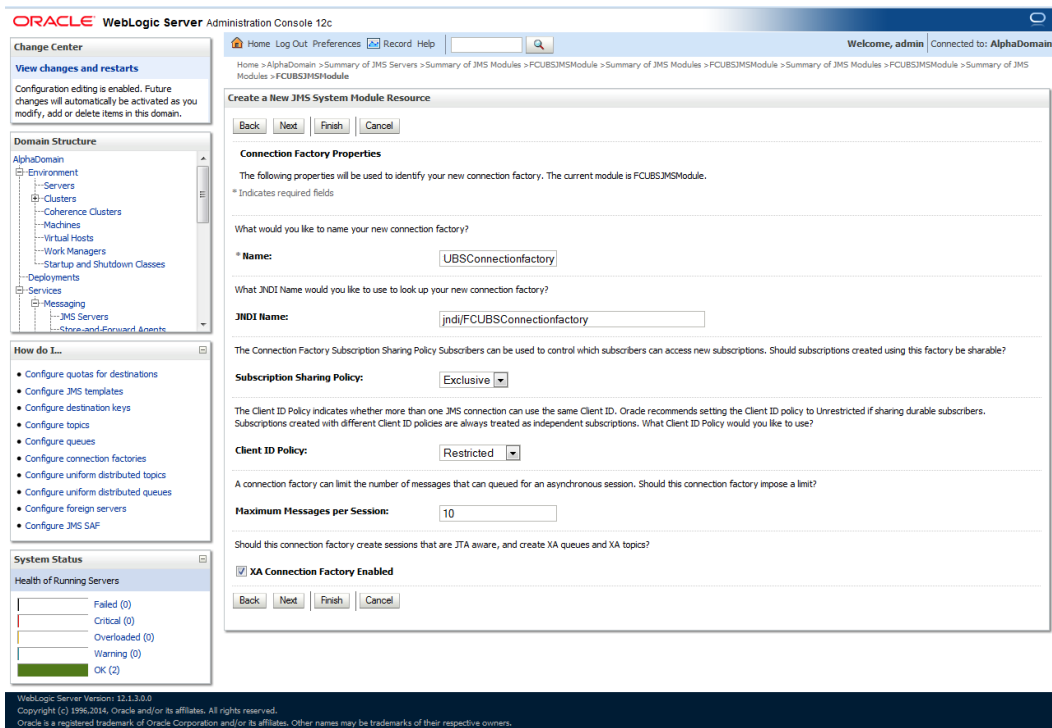 ORACLE WebLogic Server Administration Console 12c
Change Center
View changes and restarts
Configuration editing is enabled. Future
changes will automatically be activated as you
modify, add or delete items in this domain.
Domain Structure
AlphaDomain
Environment
Servers
Clusters
Coherence Clusters
Machines
Virtual Hosts
Work Managers
Startup and Shutdown Classes
Deployments
Services
Messaging
JMS Servers
Store-and-Forward Agents
How do I...
• Configure quotas for destinations
• Configure JMS templates
• Configure destination keys
• Configure topics
• Configure queues
• Configure connection factories
• Configure uniform distributed topics
• Configure uniform distributed queues
• Configure foreign servers
• Configure JMS SAF
System Status
Health of Running Servers
Failed (0)
Critical (0)
Overloaded (0)
Warning (0)
OK (2)
Home Log Out Preferences Record Help
Welcome, admin Connected to: AlphaDomain
Home >AlphaDomain >Summary of JMS Servers >Summary of JMS Modules >FCUBSJMSModule >Summary of JMS Modules >FCUBSJMSModule >Summary of JMS Modules >FCUBSJMSModule >Summary of JMS
Modules >FCUBSJMSModule
Create a New JMS System Module Resource
Back Next Finish Cancel
Connection Factory Properties
The following properties will be used to identify your new connection factory. The current module is FCUBSJMSModule.
* Indicates required fields
What would you like to name your new connection factory?
* Name: UBSConnectionfactory
What JNDI Name would you like to use to look up your new connection factory?
JNDI Name: jndi/FCUBSConnectionfactory
The Connection Factory Subscription Sharing Policy Subscribers can be used to control which subscribers can access new subscriptions. Should subscriptions created using this factory be sharable?
Subscription Sharing Policy: Exclusive
The Client ID Policy indicates whether more than one JMS connection can use the same Client ID. Oracle recommends setting the Client ID policy to Unrestricted if sharing durable subscribers.
Subscriptions created with different Client ID policies are always treated as independent subscriptions. What Client ID Policy would you like to use?
Client ID Policy: Restricted
A connection factory can limit the number of messages that can queued for an asynchronous session. Should this connection factory impose a limit?
Maximum Messages per Session: 10
Should this connection factory create sessions that are JTA aware, and create XA queues and XA topics?
XA Connection Factory Enabled
Back Next Finish Cancel
WebLogic Server Version: 12.1.3.0.0
Copyright (c) 1996,2014, Oracle and/or its affiliates. All rights reserved.
Oracle is a registered trademark of Oracle Corporation and/or its affiliates. Other names may be trademarks of their respective owners.